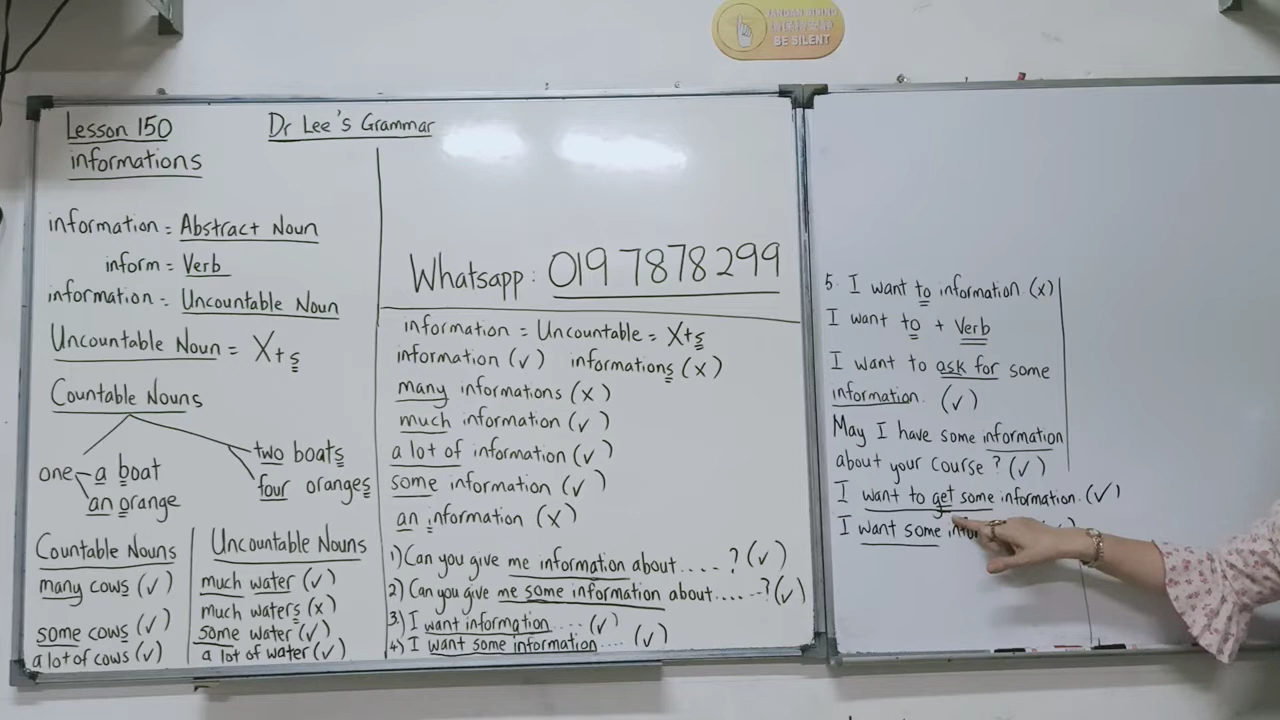 JANGAN BISING
BE SILENT
Lesson 150
Dr Lee's Grammar
informations
information = Abstract Noun
inform = Verb
information = Uncountable Noun
Uncountable Noun = X+s
Countable Nouns
one a boat
an orange
two boats
four oranges
Countable Nouns
many cows (✓)
some cows (✓)
a lot of cows (✓)
Uncountable Nouns
much water (✓)
much waters (x)
some water (✓)
a lot of water (✓)
Whatsapp: 019 7878299
information = Uncountable = X+s
information (✓) informations (x)
many informations (x)
much information (✓)
a lot of information (✓)
some information (✓)
an information (x)
1) Can you give me information about .... ? (✓)
2) Can you give me some information about ......? (✓)
3) I want information .... (✓)
4) I want some information .... (✓)
5. I want to information (x)
I want to + Verb
I want to ask for some
information. (✓)
May I have some information
about your course? (✓)
I want to get some information. (✓)
I want some